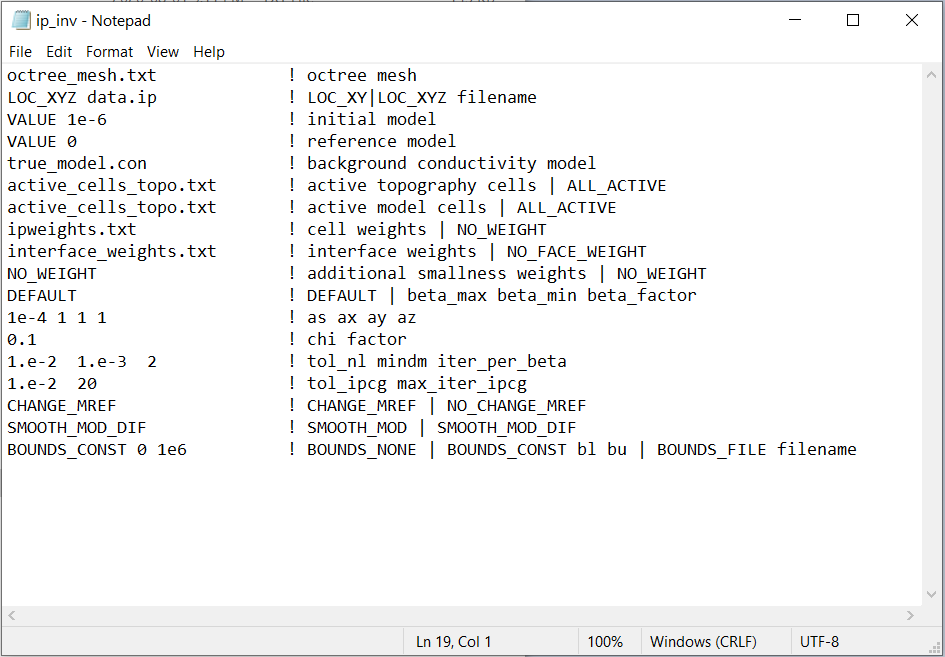 ip_inv - Notepad
File Edit Format View Help
octree_mesh.txt ! octree mesh
LOC_XYZ data.ip ! LOC_XY|LOC_XYZ filename
VALUE 1e-6 ! initial model
VALUE 0 ! reference model
true_model.con ! background conductivity model
active_cells_topo.txt ! active topography cells | ALL_ACTIVE
active_cells_topo.txt ! active model cells | ALL_ACTIVE
ipweights.txt ! cell weights | NO_WEIGHT
interface_weights.txt ! interface weights | NO_FACE_WEIGHT
NO_WEIGHT ! additional smallness weights | NO_WEIGHT
DEFAULT ! DEFAULT | beta_max beta_min beta_factor
1e-4 1 1 1 ! as ax ay az
0.1 ! chi factor
1.e-2 1.e-3 2 ! tol_nl mindm iter_per_beta
1.e-2 20 ! tol_ipcg max_iter_ipcg
CHANGE_MREF ! CHANGE_MREF | NO_CHANGE_MREF
SMOOTH_MOD_DIF ! SMOOTH_MOD | SMOOTH_MOD_DIF
BOUNDS_CONST 0 1e6 ! BOUNDS_NONE | BOUNDS_CONST bl bu | BOUNDS_FILE filename
Ln 19, Col 1 100% Windows (CRLF) UTF-8